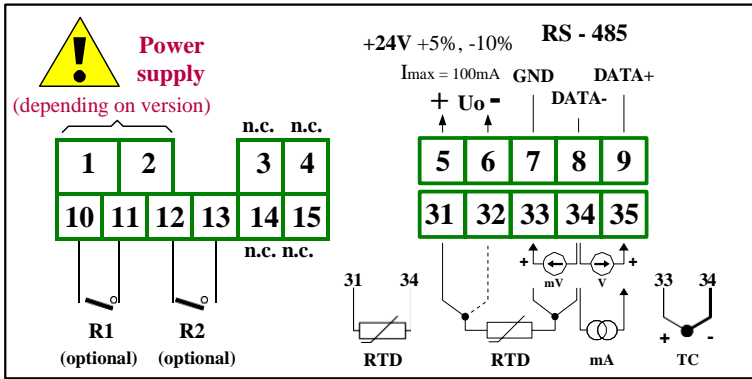 Power
supply
(depending on version)
+24V +5%, -10%
RS - 485
Imax = 100mA
GND
DATA+
DATA-
+ Uo -
n.c. n.c.
1 2 3 4
5 6 7 8 9
10 11 12 13 14 15
31 32 33 34 35
n.c. n.c.
+ mV
V +
31 34
33 34
R1
(optional)
R2
(optional)
RTD
RTD
mA
+ -
TC